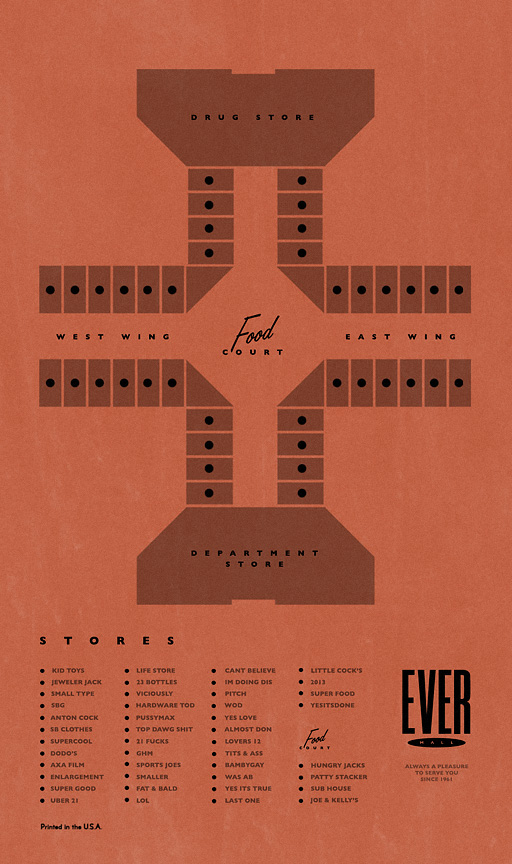 DRUG STORE
WEST WING
Food
COURT
EAST WING
DEPARTMENT
STORE
STORES
KID TOYS
JEWELER JACK
SMALL TYPE
SBG
ANTON COCK
SB CLOTHES
SUPERCOOL
DODO'S
AXA FILM
ENLARGEMENT
SUPER GOOD
UBER 21
LIFE STORE
23 BOTTLES
VICIOUSLY
HARDWARE TOD
PUSSYMAX
TOP DAWG SHIT
21 FUCKS
GHM
SPORTS JOES
SMALLER
FAT & BALD
LOL
CANT BELIEVE
IM DOING DIS
PITCH
WOD
YES LOVE
ALMOST DON
LOVERS 12
TITS & ASS
BAMBYGAY
WAS AB
YES ITS TRUE
LAST ONE
LITTLE COCK'S
2013
SUPER FOOD
YESITSDONE
Food
COURT
HUNGRY JACKS
PATTY STACKER
SUB HOUSE
JOE & KELLY'S
EVER
MALL
ALWAYS A PLEASURE
TO SERVE YOU
SINCE 1961
Printed in the U.S.A.